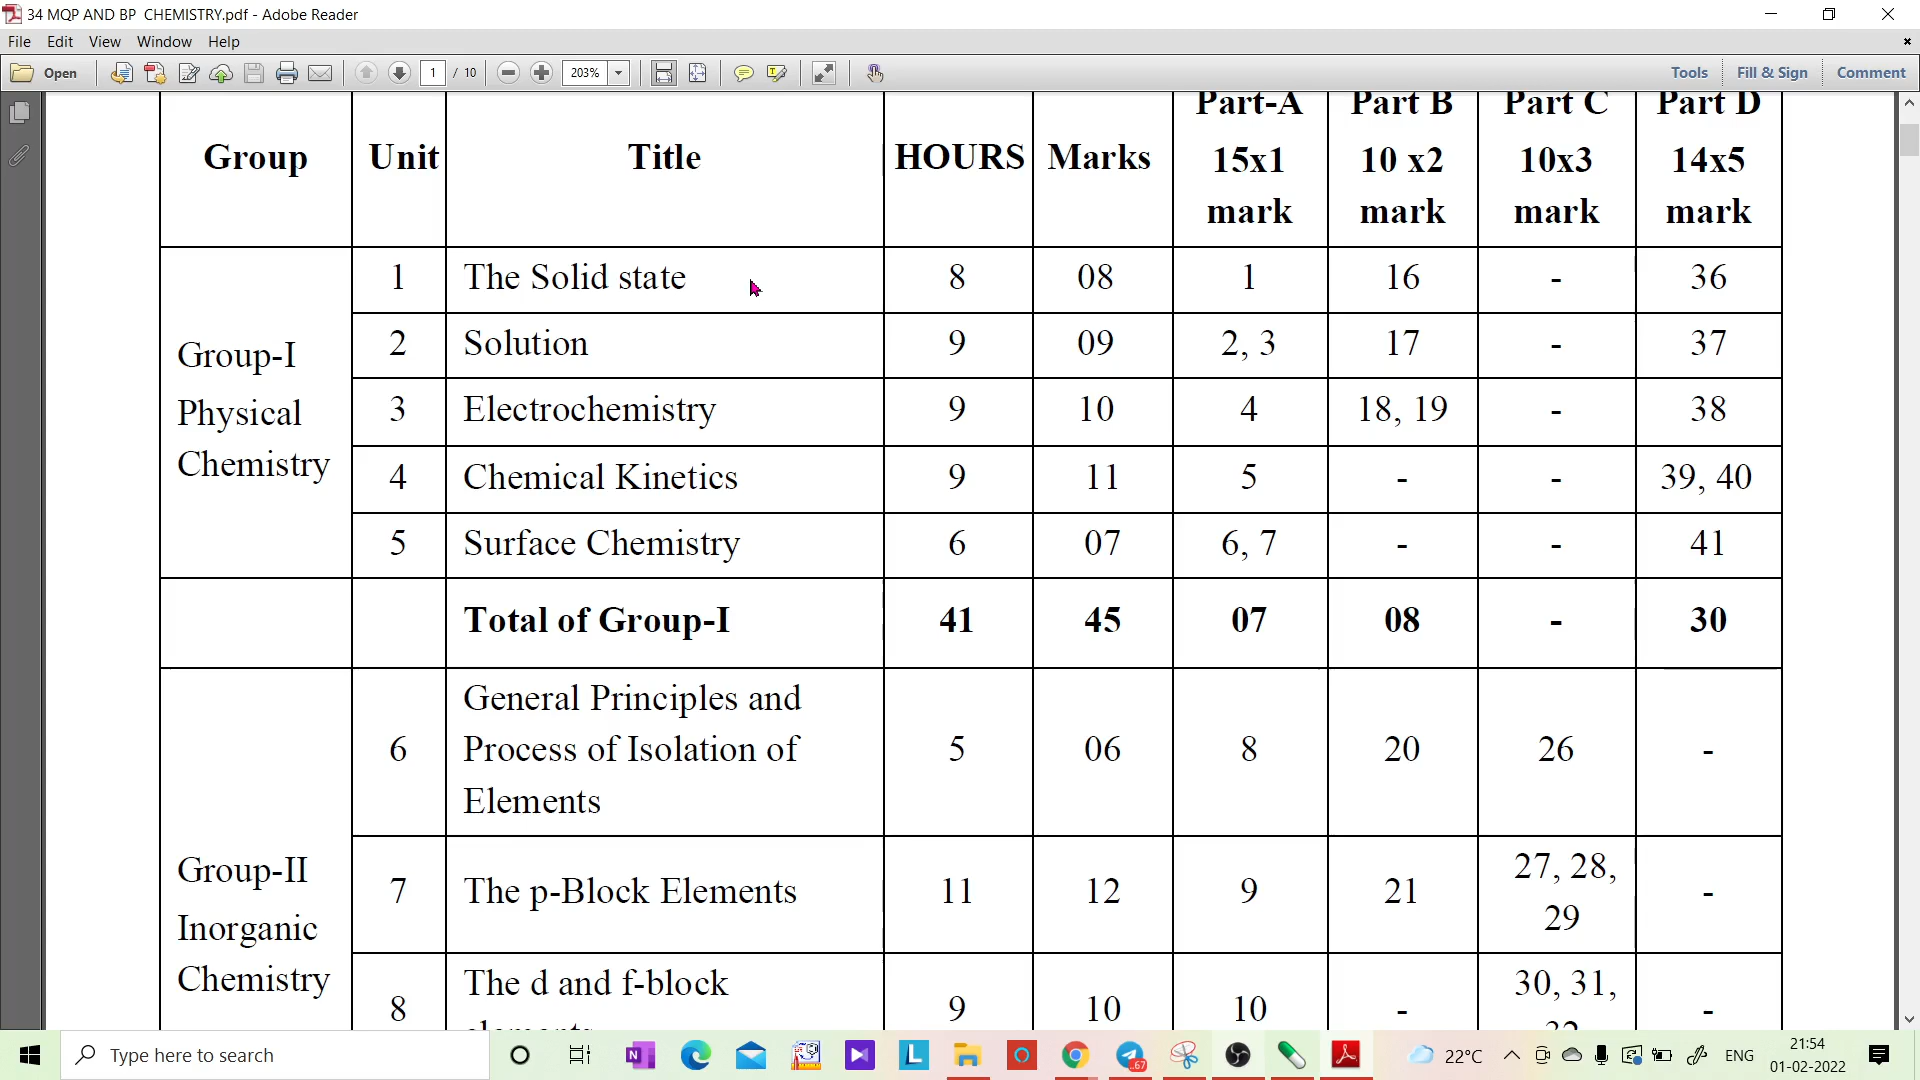 34 MQP AND BP CHEMISTRY.pdf - Adobe Reader
File Edit View Window Help
Open 1 / 10 203% Tools Fill & Sign Comment
Group Unit Title HOURS Marks Part-A 15x1 mark Part B 10 x2 mark Part C 10x3 mark Part D 14x5 mark
Group-I Physical Chemistry
1 The Solid state 8 08 1 16 - 36
2 Solution 9 09 2, 3 17 - 37
3 Electrochemistry 9 10 4 18, 19 - 38
4 Chemical Kinetics 9 11 5 - - 39, 40
5 Surface Chemistry 6 07 6, 7 - - 41
Total of Group-I 41 45 07 08 - 30
Group-II Inorganic Chemistry
6 General Principles and Process of Isolation of Elements 5 06 8 20 26 -
7 The p-Block Elements 11 12 9 21 27, 28, 29 -
8 The d and f-block elements 9 10 10 - 30, 31, 32 -
Type here to search 67 22°C ENG 21:54
01-02-2022